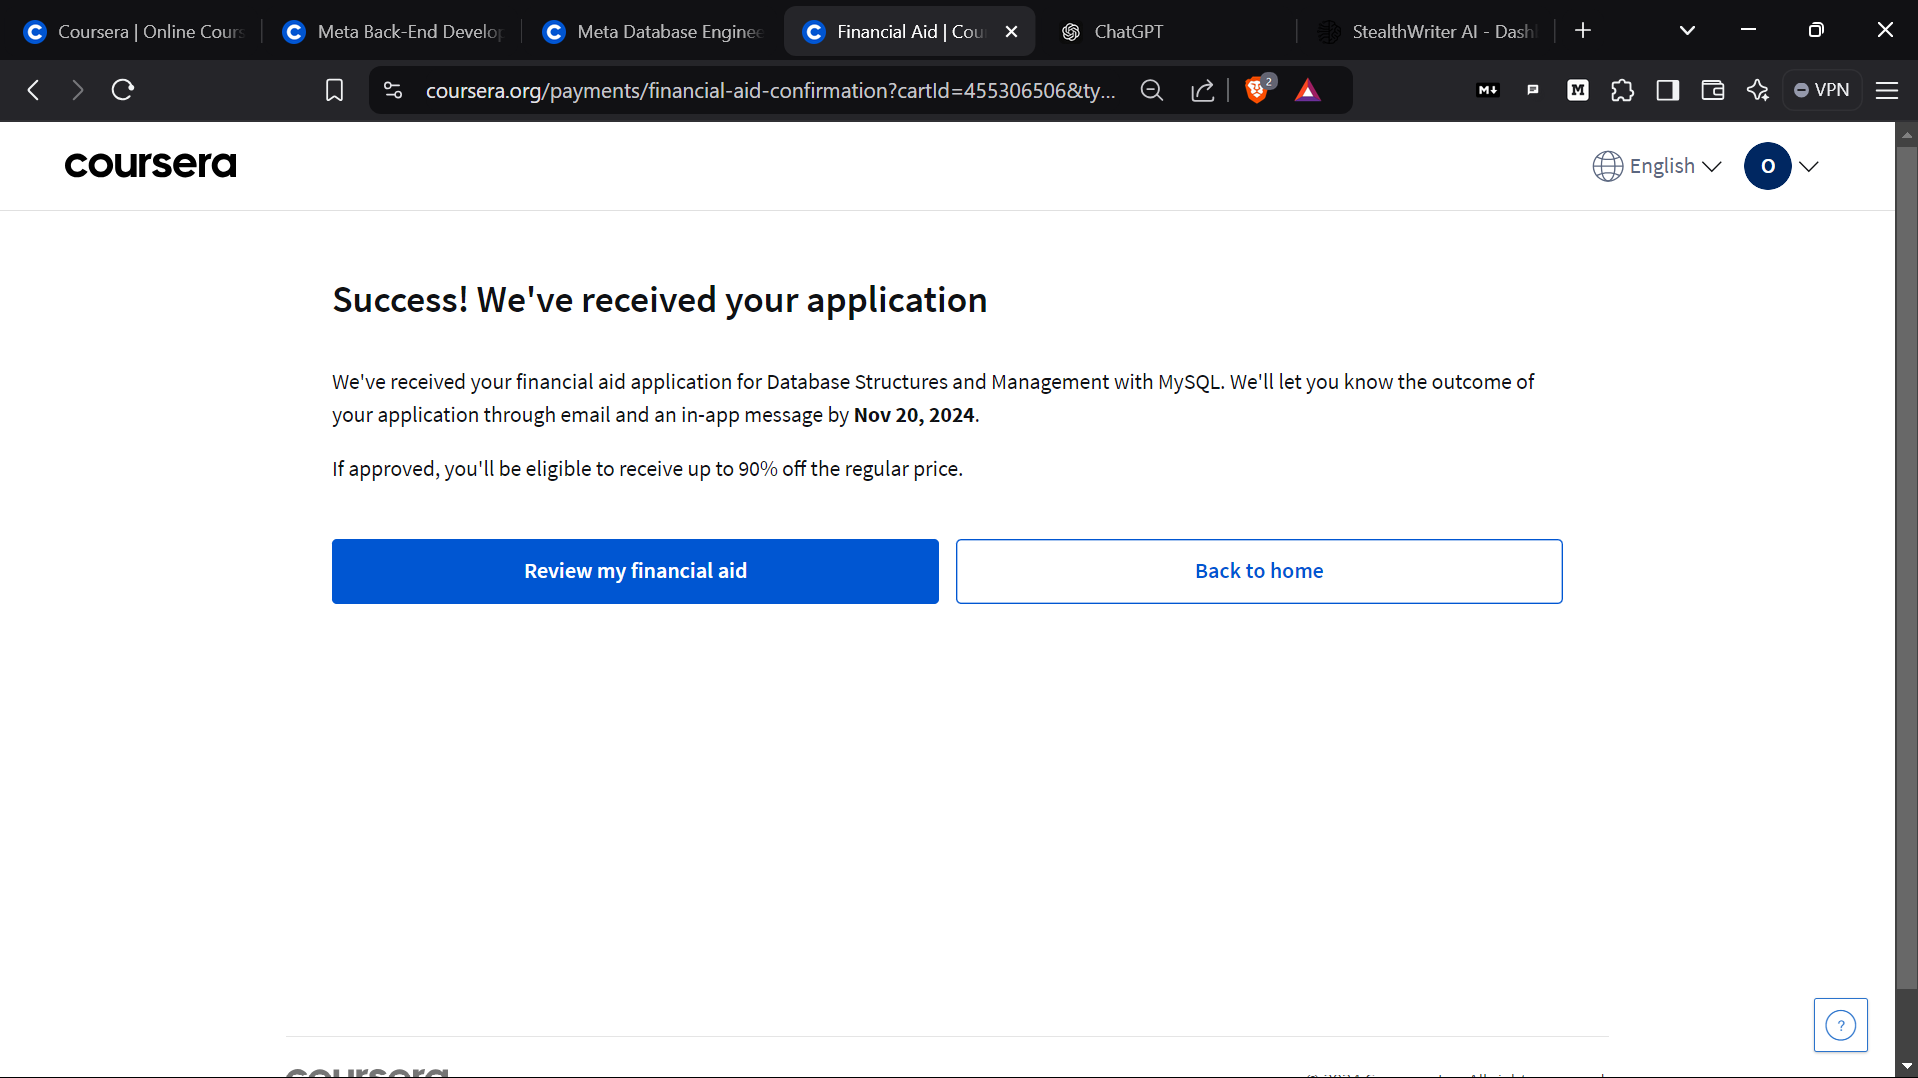 Coursera | Online Cours
Meta Back-End Develop
Meta Database Enginee
Financial Aid | Cou
ChatGPT
StealthWriter AI - Dash
coursera.org/payments/financial-aid-confirmation?cartId=455306506&ty...
2
M
VPN
coursera
English
O
Success! We've received your application
We've received your financial aid application for Database Structures and Management with MySQL. We'll let you know the outcome of
your application through email and an in-app message by Nov 20, 2024.
If approved, you'll be eligible to receive up to 90% off the regular price.
Review my financial aid
Back to home
?
coursera